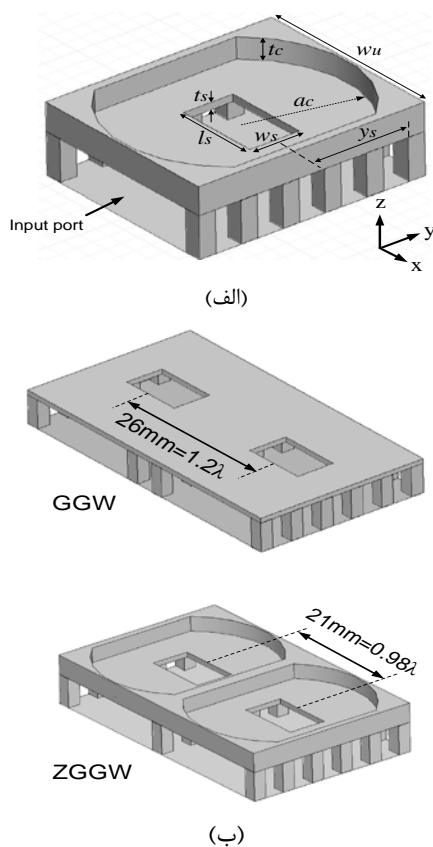 tc
wu
ts
ac
ls
ws
ys
Input port
z
y
x
(الف)
26mm=1.2λ
GGW
21mm=0.98λ
ZGGW
(ب)